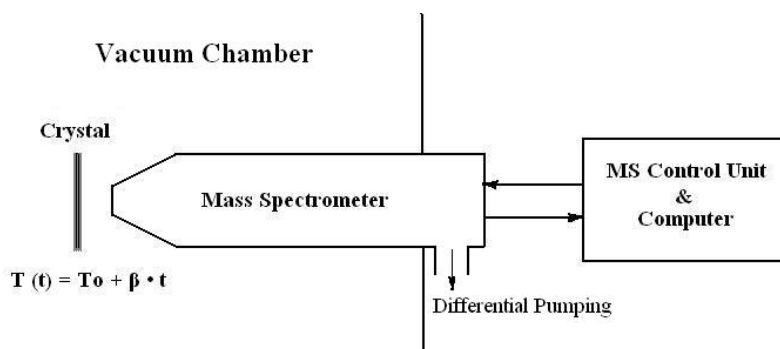 Vacuum Chamber
Crystal
Mass Spectrometer
MS Control Unit
&
Computer
T (t) = To + β • t
Differential Pumping